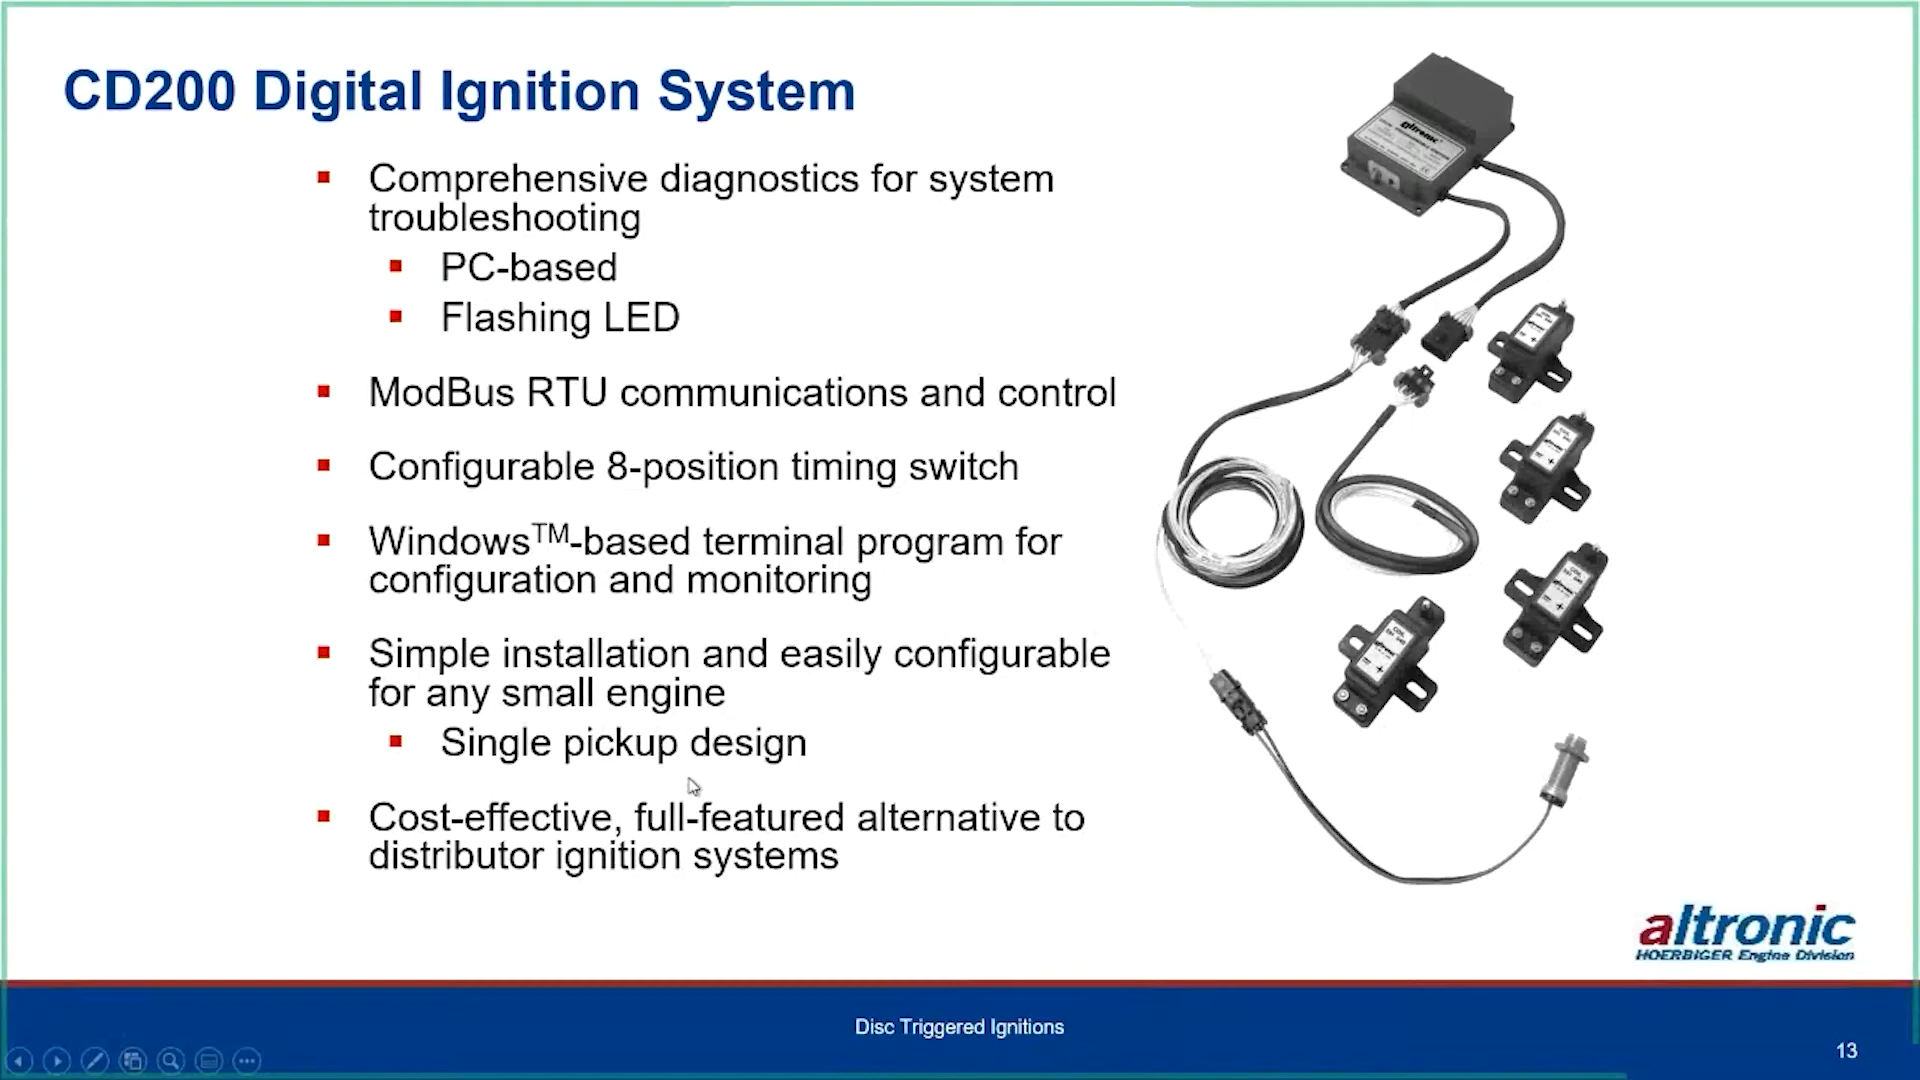 CD200 Digital Ignition System
Comprehensive diagnostics for system
troubleshooting
PC-based
Flashing LED
ModBus RTU communications and control
Configurable 8-position timing switch
Windows™-based terminal program for
configuration and monitoring
Simple installation and easily configurable
for any small engine
Single pickup design
Cost-effective, full-featured alternative to
distributor ignition systems
altronic
altronic
HOERBIGER Engine Division
Disc Triggered Ignitions
13